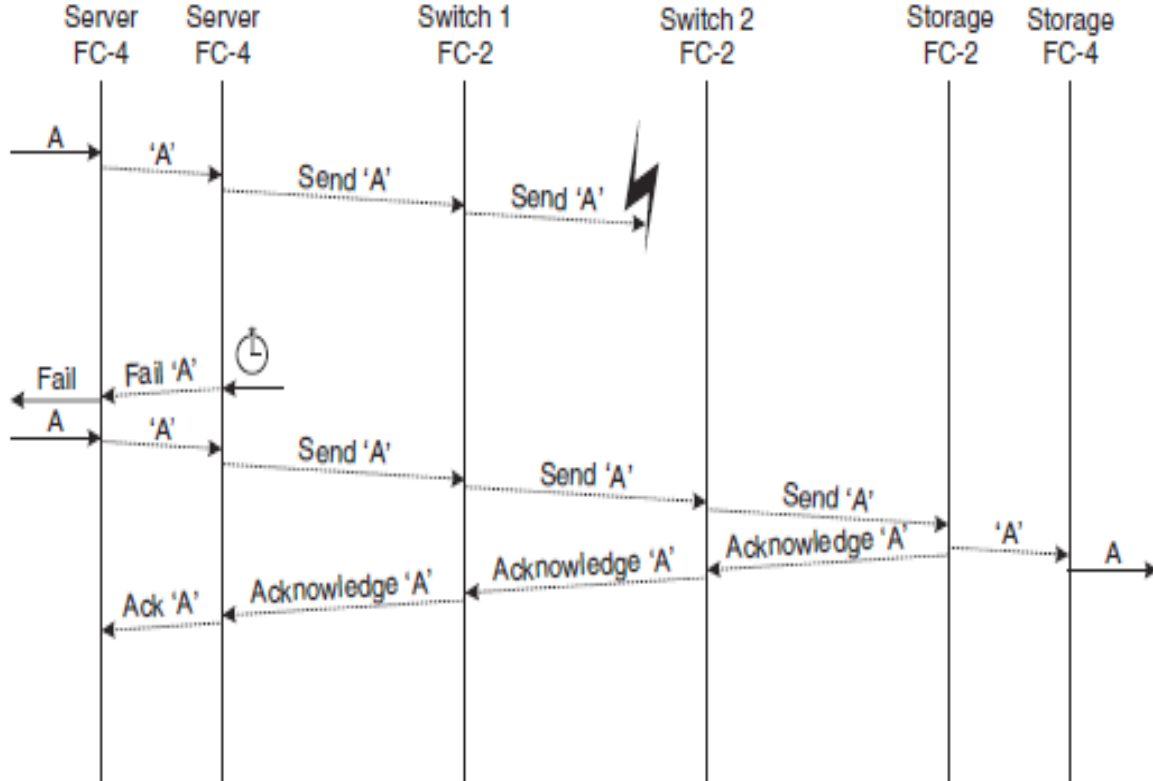 Server Server Switch 1 Switch 2 Storage Storage
FC-4 FC-4 FC-2 FC-2 FC-2 FC-4
A
'A'
Send 'A'
Send 'A'
Fail
Fail 'A'
A
'A'
Send 'A'
Send 'A'
Send 'A'
'A'
A
Acknowledge 'A'
Acknowledge 'A'
Acknowledge 'A'
Ack 'A'